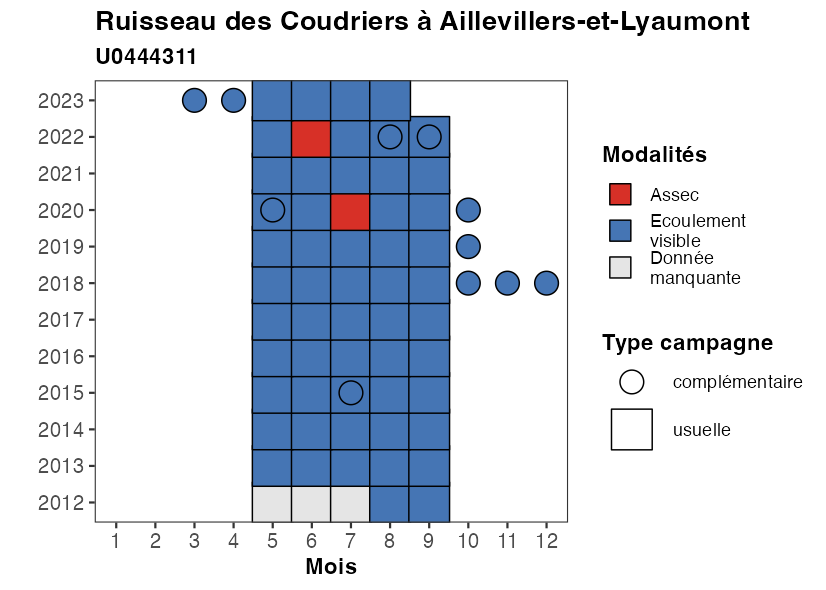 Ruisseau des Coudriers à Aillevillers-et-Lyaumont
U0444311
2023
2022
2021
2020
2019
2018
2017
2016
2015
2014
2013
2012
1 2 3 4 5 6 7 8 9 10 11 12
Mois
Modalités
Assec
Ecoulement
visible
Donnée
manquante
Type campagne
complémentaire
usuelle